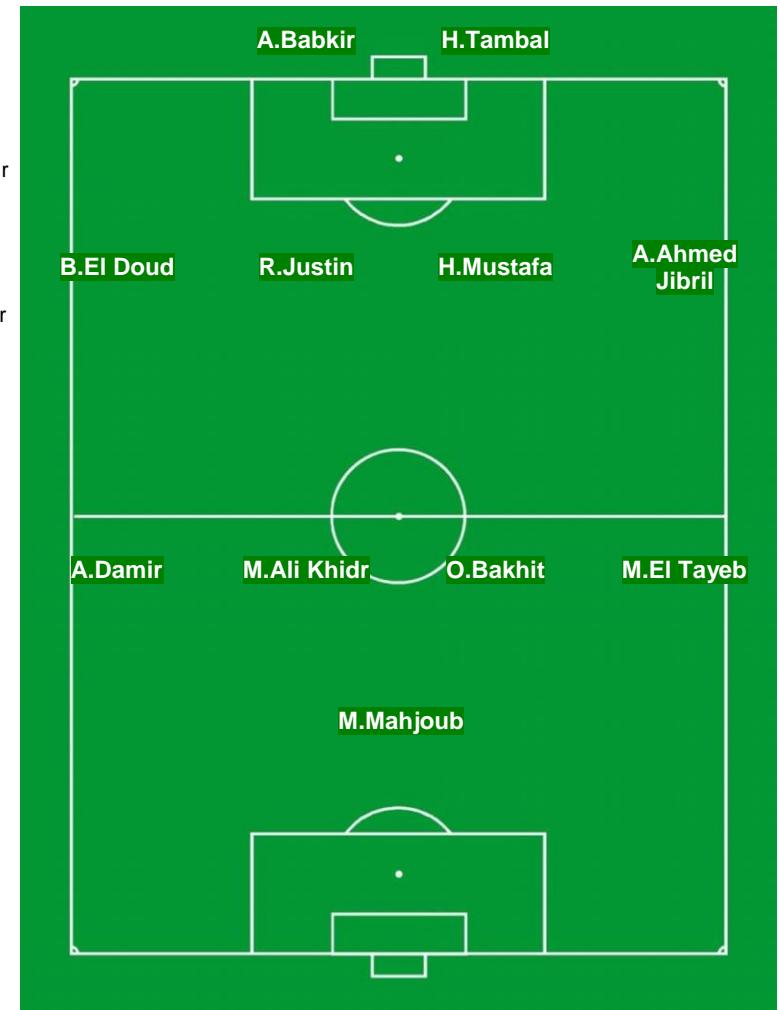 A.Babkir H.Tambal
r
B.El Doud R.Justin H.Mustafa A.Ahmed
Jibril
r
A.Damir M.Ali Khidr O.Bakhit M.El Tayeb
M.Mahjoub